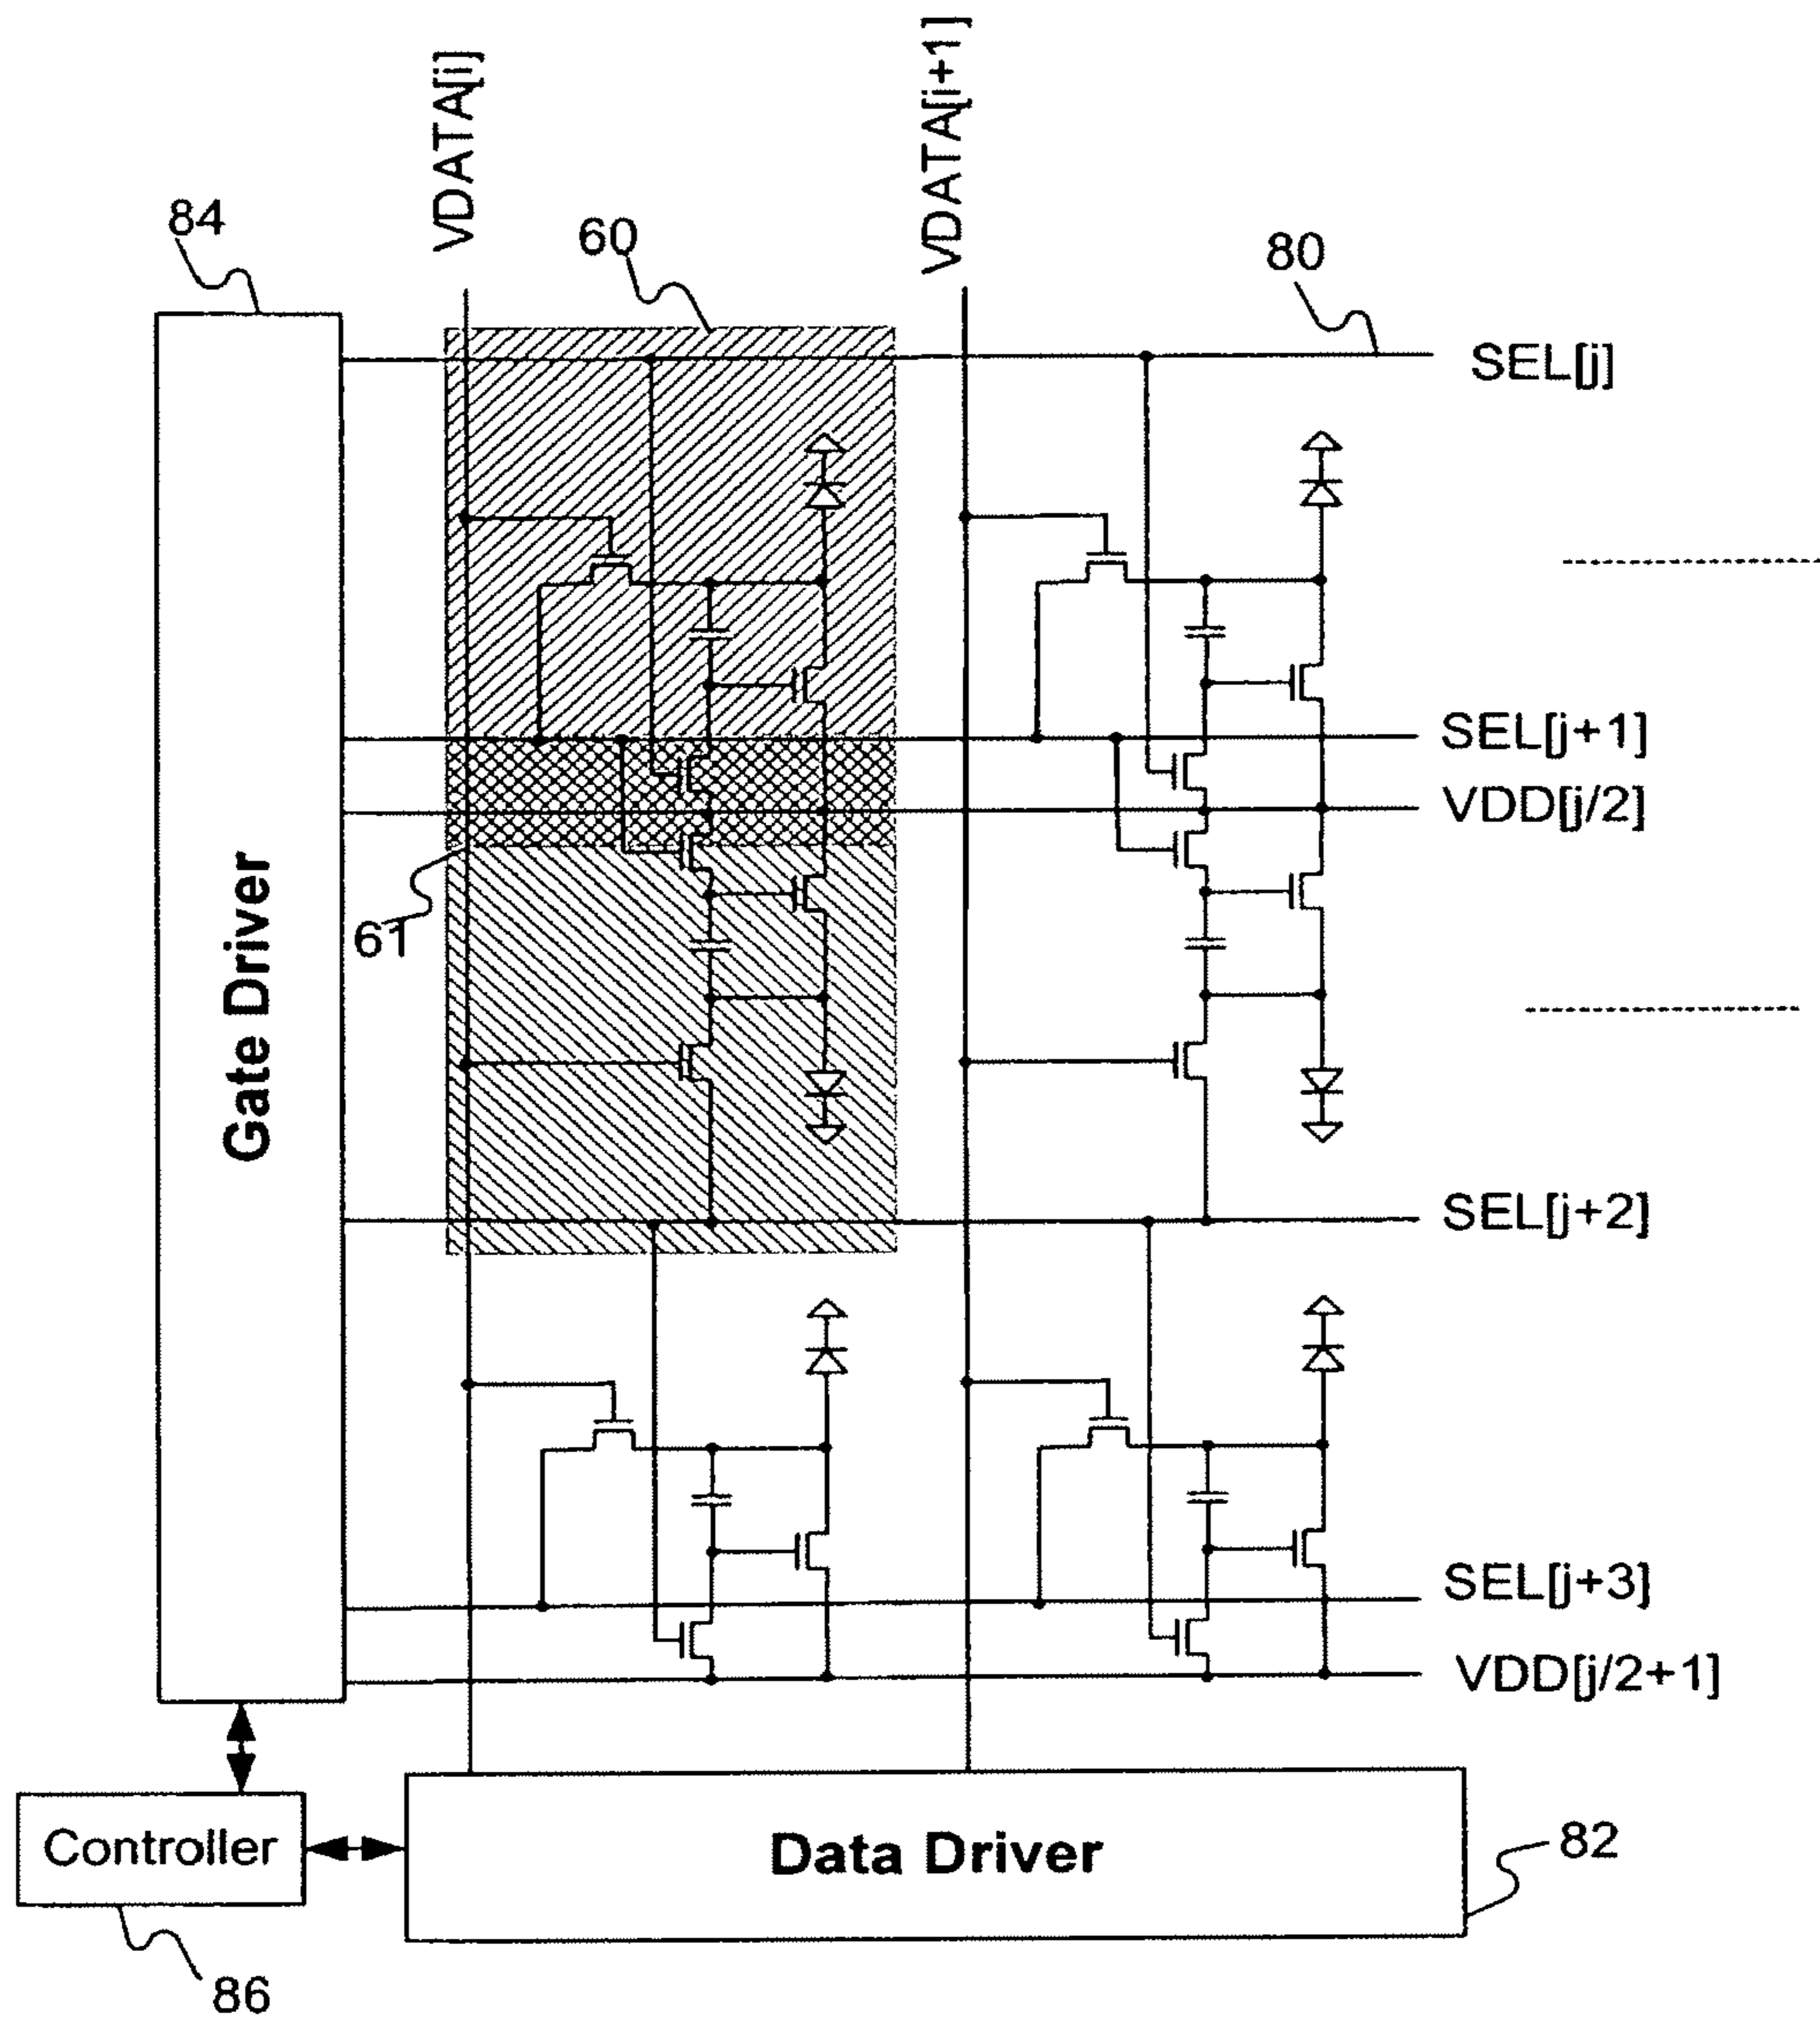 VDATA[i]
VDATA[i+1]
84
60
80
SEL[j]
SEL[j+1]
VDD[j/2]
61
Gate Driver
SEL[j+2]
SEL[j+3]
VDD[j/2+1]
Controller
Data Driver
82
86